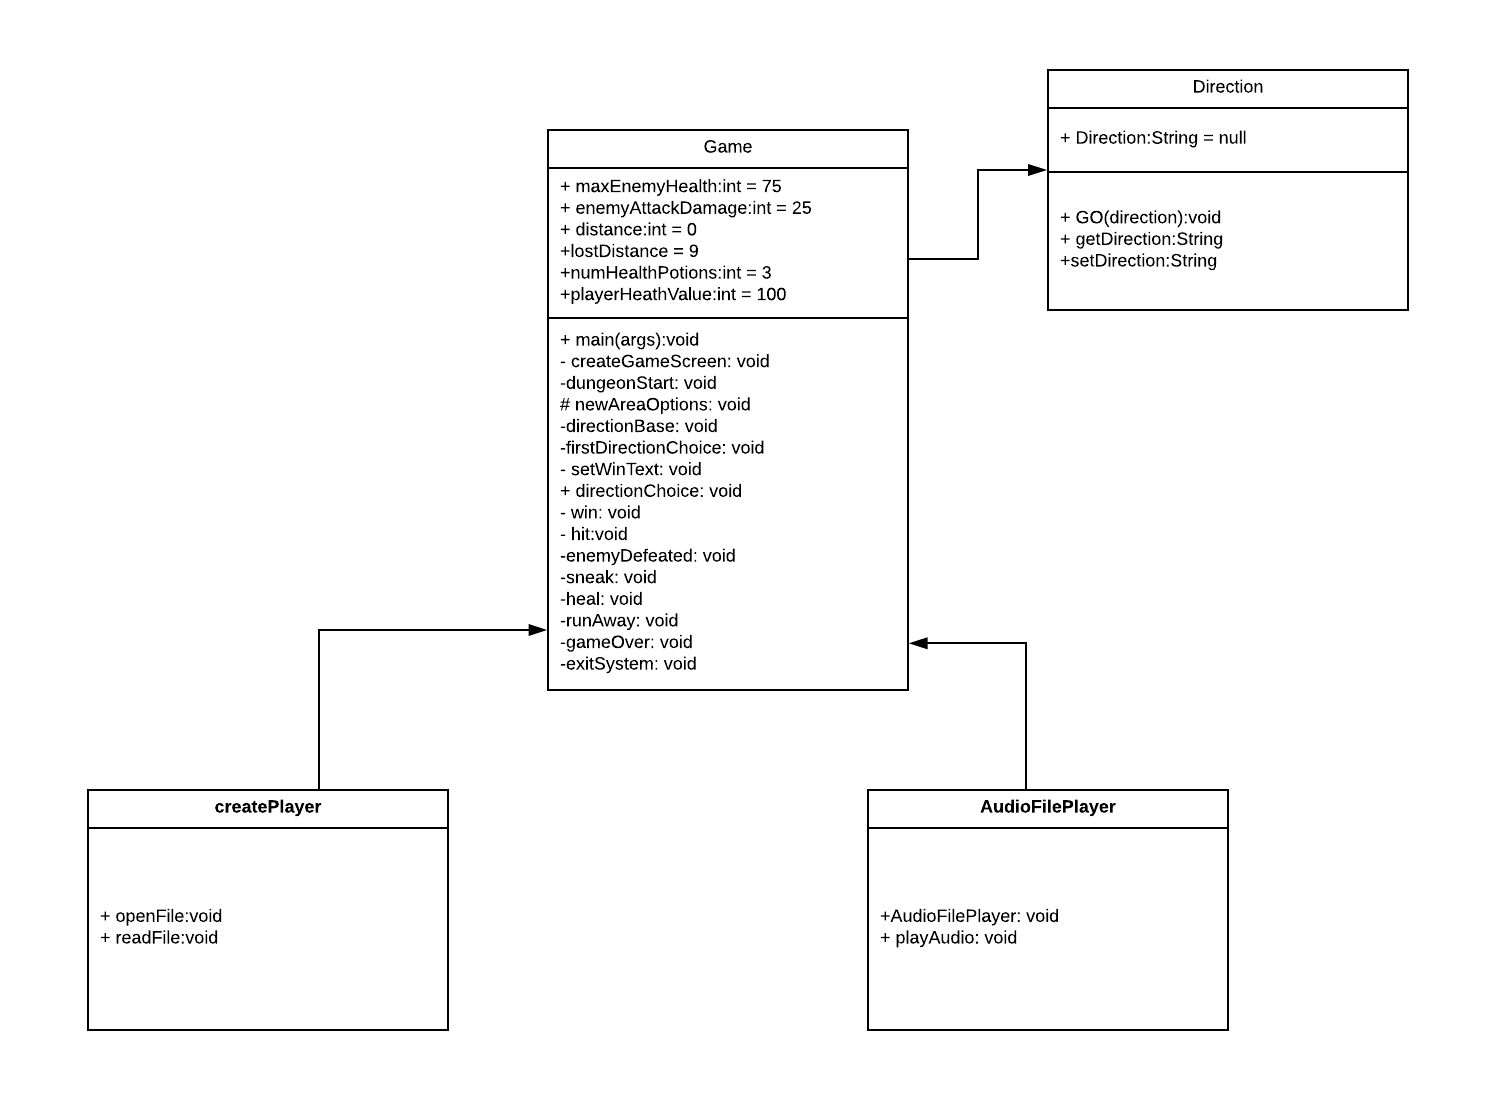 Direction
+ Direction:String = null
+ GO(direction):void
+ getDirection:String
+setDirection:String
Game
+ maxEnemyHealth:int = 75
+ enemyAttackDamage:int = 25
+ distance:int = 0
+lostDistance = 9
+numHealthPotions:int = 3
+playerHeathValue:int = 100
+ main(args):void
- createGameScreen: void
-dungeonStart: void
# newAreaOptions: void
-directionBase: void
-firstDirectionChoice: void
- setWinText: void
+ directionChoice: void
- win: void
- hit:void
-enemyDefeated: void
-sneak: void
-heal: void
-runAway: void
-gameOver: void
-exitSystem: void
createPlayer
+ openFile:void
+ readFile:void
AudioFilePlayer
+AudioFilePlayer: void
+ playAudio: void